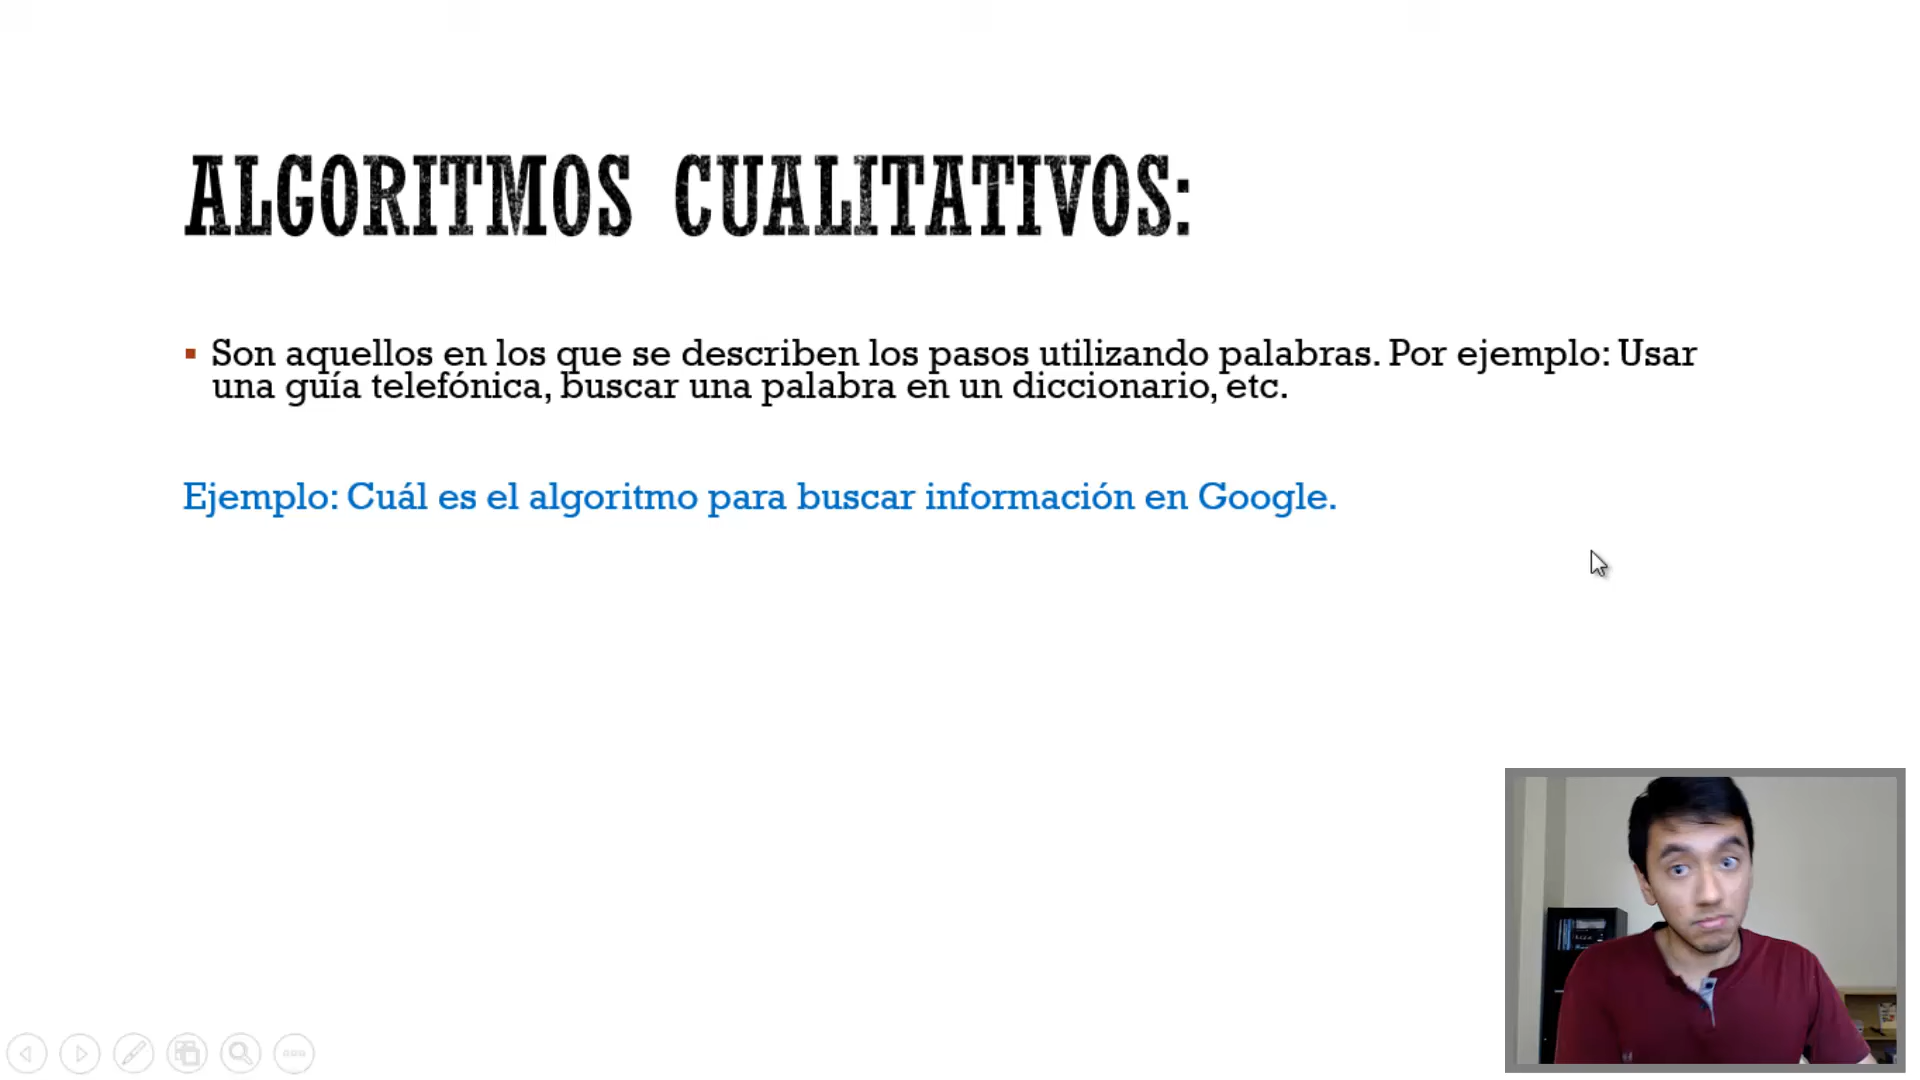 ALGORITMOS CUALITATIVOS:
▪ Son aquellos en los que se describen los pasos utilizando palabras. Por ejemplo: Usar
una guía telefónica, buscar una palabra en un diccionario, etc.
Ejemplo: Cuál es el algoritmo para buscar información en Google.